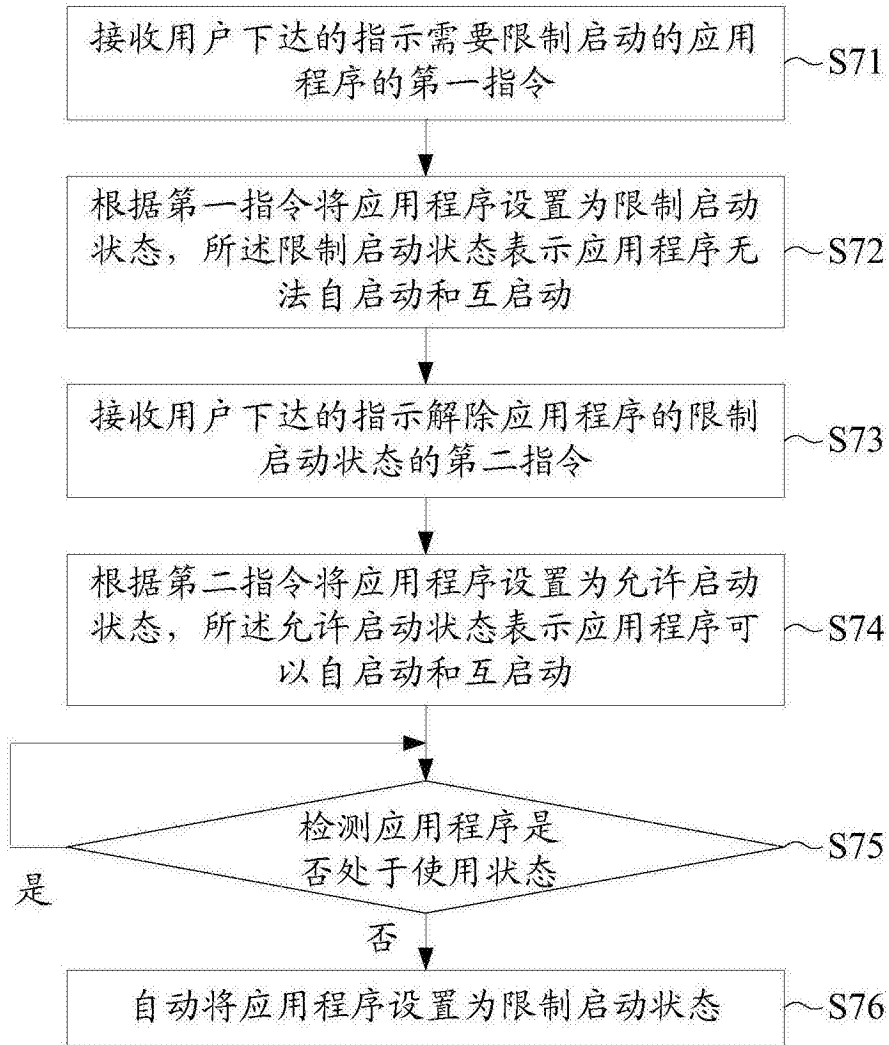 接收用户下达的指示需要限制启动的应用
程序的第一指令
S71
根据第一指令将应用程序设置为限制启动
状态，所述限制启动状态表示应用程序无
法自启动和互启动
S72
接收用户下达的指示解除应用程序的限制
启动状态的第二指令
S73
根据第二指令将应用程序设置为允许启动
状态，所述允许启动状态表示应用程序可
以自启动和互启动
S74
检测应用程序是
否处于使用状态
S75
是
否
自动将应用程序设置为限制启动状态
S76